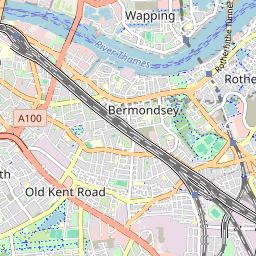 Wapping
River Thames
Rotherhithe Tunnel
Rothe
Bermondsey
A100
th
Old Kent Road